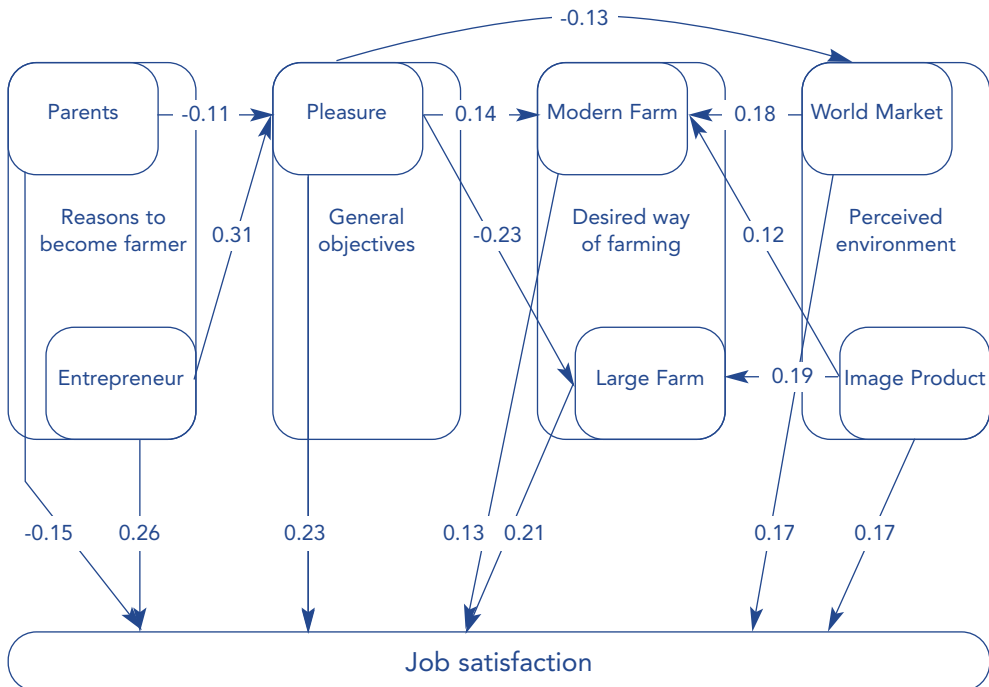 -0.13
Parents
-0.11
Pleasure
0.14
Modern Farm
0.18
World Market
Reasons to
become farmer
0.31
General
objectives
-0.23
Desired way
of farming
0.12
Perceived
environment
Entrepreneur
Large Farm
0.19
Image Product
-0.15
0.26
0.23
0.13
0.21
0.17
0.17
Job satisfaction